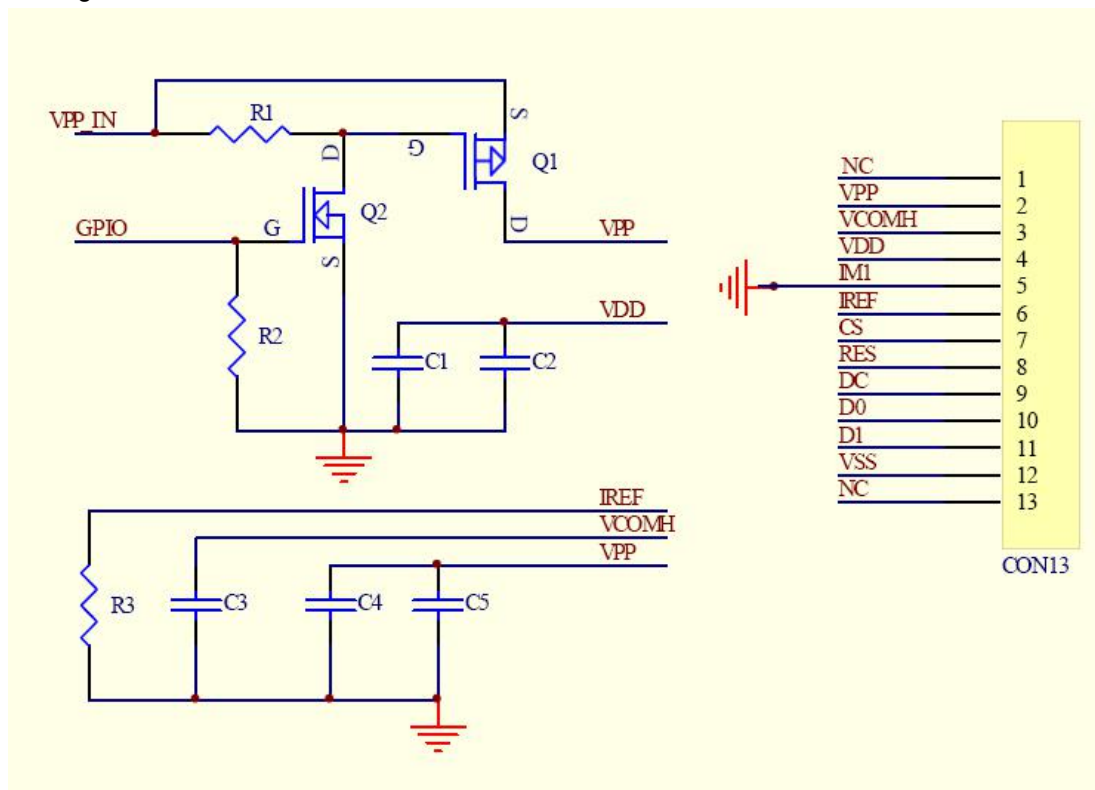 VPP_IN
R1
D
G
S
Q1
D
GPIO
G
Q2
S
VPP
R2
VDD
C1
C2
IREF
VCOMH
VPP
R3
C3
C4
C5
NC 1
VPP 2
VCOMH 3
VDD 4
IM1 5
IREF 6
CS 7
RES 8
DC 9
D0 10
D1 11
VSS 12
NC 13
CON13